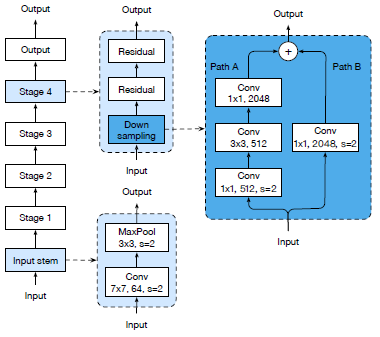 Output
Output
Stage 4
Stage 3
Stage 2
Stage 1
Input stem
Input
Output
Residual
Residual
Down
sampling
Input
Output
MaxPool
3x3, s=2
Conv
7x7, 64, s=2
Input
Output
+
Path A
Path B
Conv
1x1, 2048
Conv
3x3, 512
Conv
1x1, 512, s=2
Conv
1x1, 2048, s=2
Input